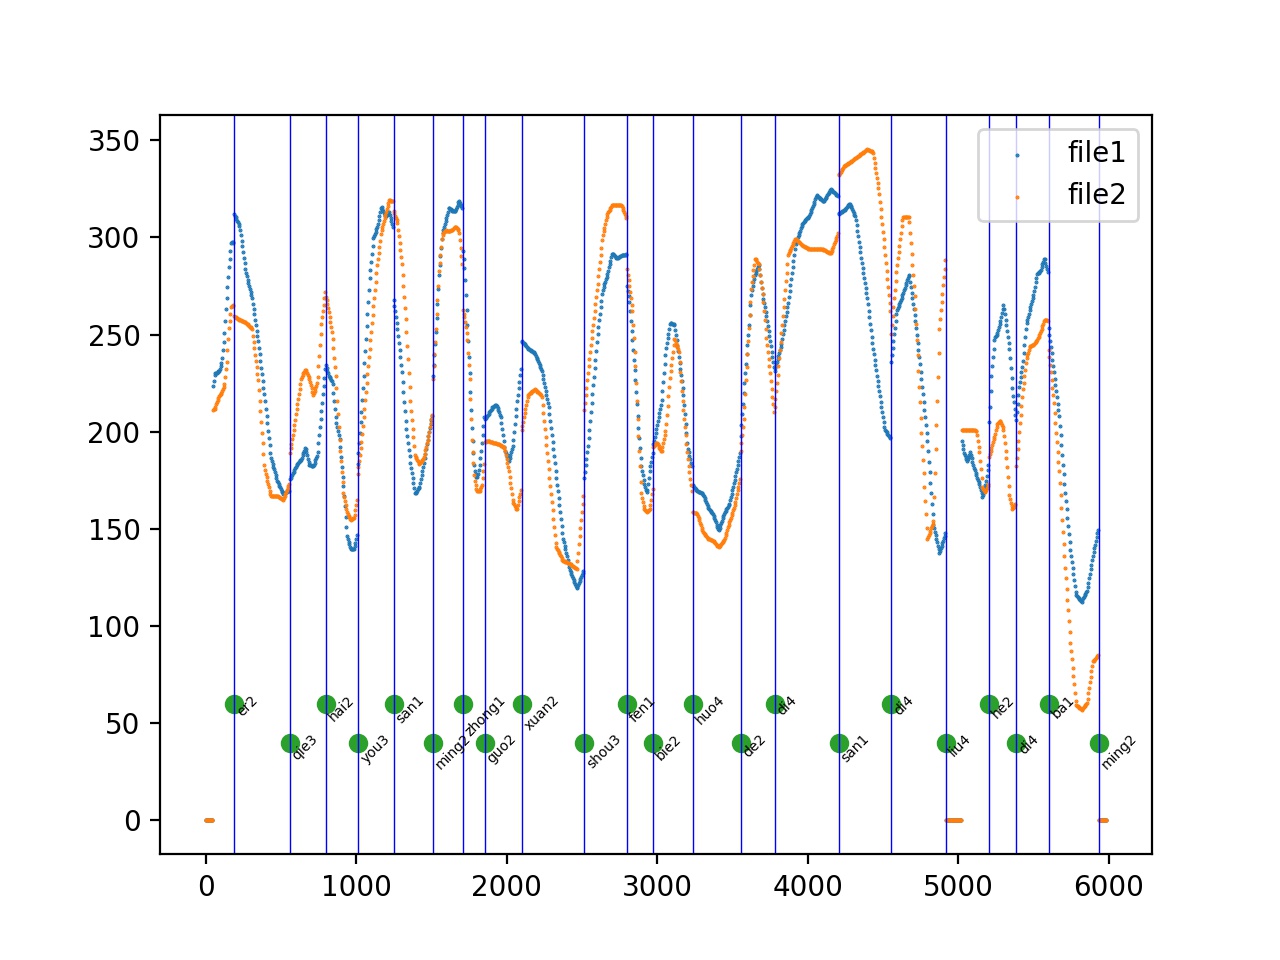 350
300
250
200
150
100
50
0
0 1000 2000 3000 4000 5000 6000
file1
file2
er2
qie3
hai2
you3
san1
ming2
zhong1
guo2
xuan2
shou3
fen1
bie2
huo4
de2
di4
san1
di4
liu4
he2
di4
ba1
ming2